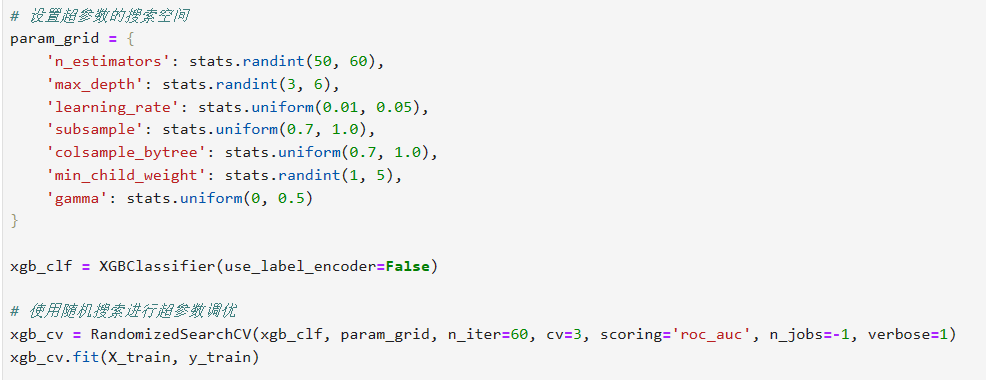 # 设置超参数的搜索空间
param_grid = {
    'n_estimators': stats.randint(50, 60),
    'max_depth': stats.randint(3, 6),
    'learning_rate': stats.uniform(0.01, 0.05),
    'subsample': stats.uniform(0.7, 1.0),
    'colsample_bytree': stats.uniform(0.7, 1.0),
    'min_child_weight': stats.randint(1, 5),
    'gamma': stats.uniform(0, 0.5)
}
xgb_clf = XGBClassifier(use_label_encoder=False)
# 使用随机搜索进行超参数调优
xgb_cv = RandomizedSearchCV(xgb_clf, param_grid, n_iter=60, cv=3, scoring='roc_auc', n_jobs=-1, verbose=1)
xgb_cv.fit(X_train, y_train)